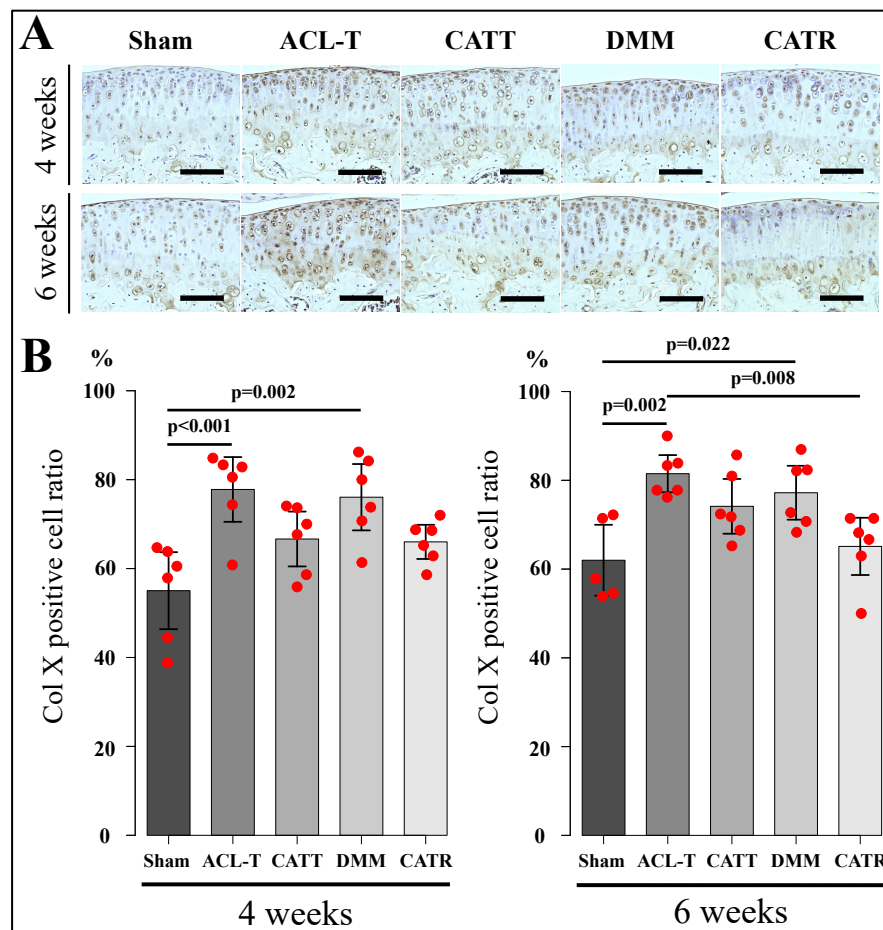 A
Sham ACL-T CATT DMM CATR
4 weeks
6 weeks
B
%
Col X positive cell ratio
100
80
60
40
20
0
p=0.002
p<0.001
Sham ACL-T CATT DMM CATR
4 weeks
%
Col X positive cell ratio
100
80
60
40
20
0
p=0.022
p=0.008
p=0.002
Sham ACL-T CATT DMM CATR
6 weeks